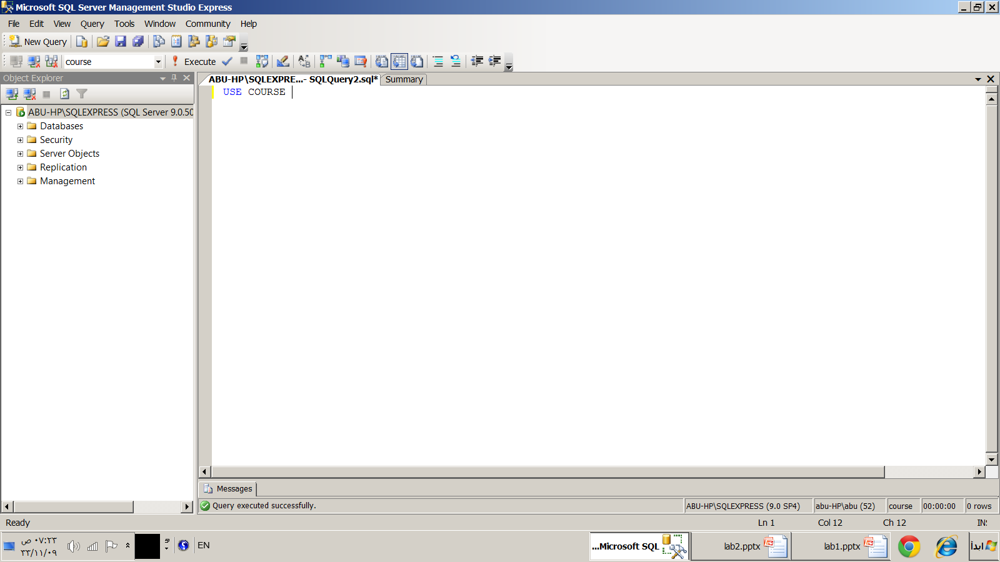 Microsoft SQL Server Management Studio Express
File Edit View Query Tools Window Community Help
New Query
course Execute
Object Explorer
ABU-HP\SQLEXPRE...- SQLQuery2.sql* Summary
USE COURSE
ABU-HP\SQLEXPRESS (SQL Server 9.0.50
Databases
Security
Server Objects
Replication
Management
Messages
Query executed successfully. ABU-HP\SQLEXPRESS (9.0 SP4) abu-HP\abu (52) course 00:00:00 0 rows
Ready Ln 1 Col 12 Ch 12 IN
٠٧:٢٣ ص
٣٣/١١/٠٩
EN
...Microsoft SQL lab2.pptx lab1.pptx ابدأ